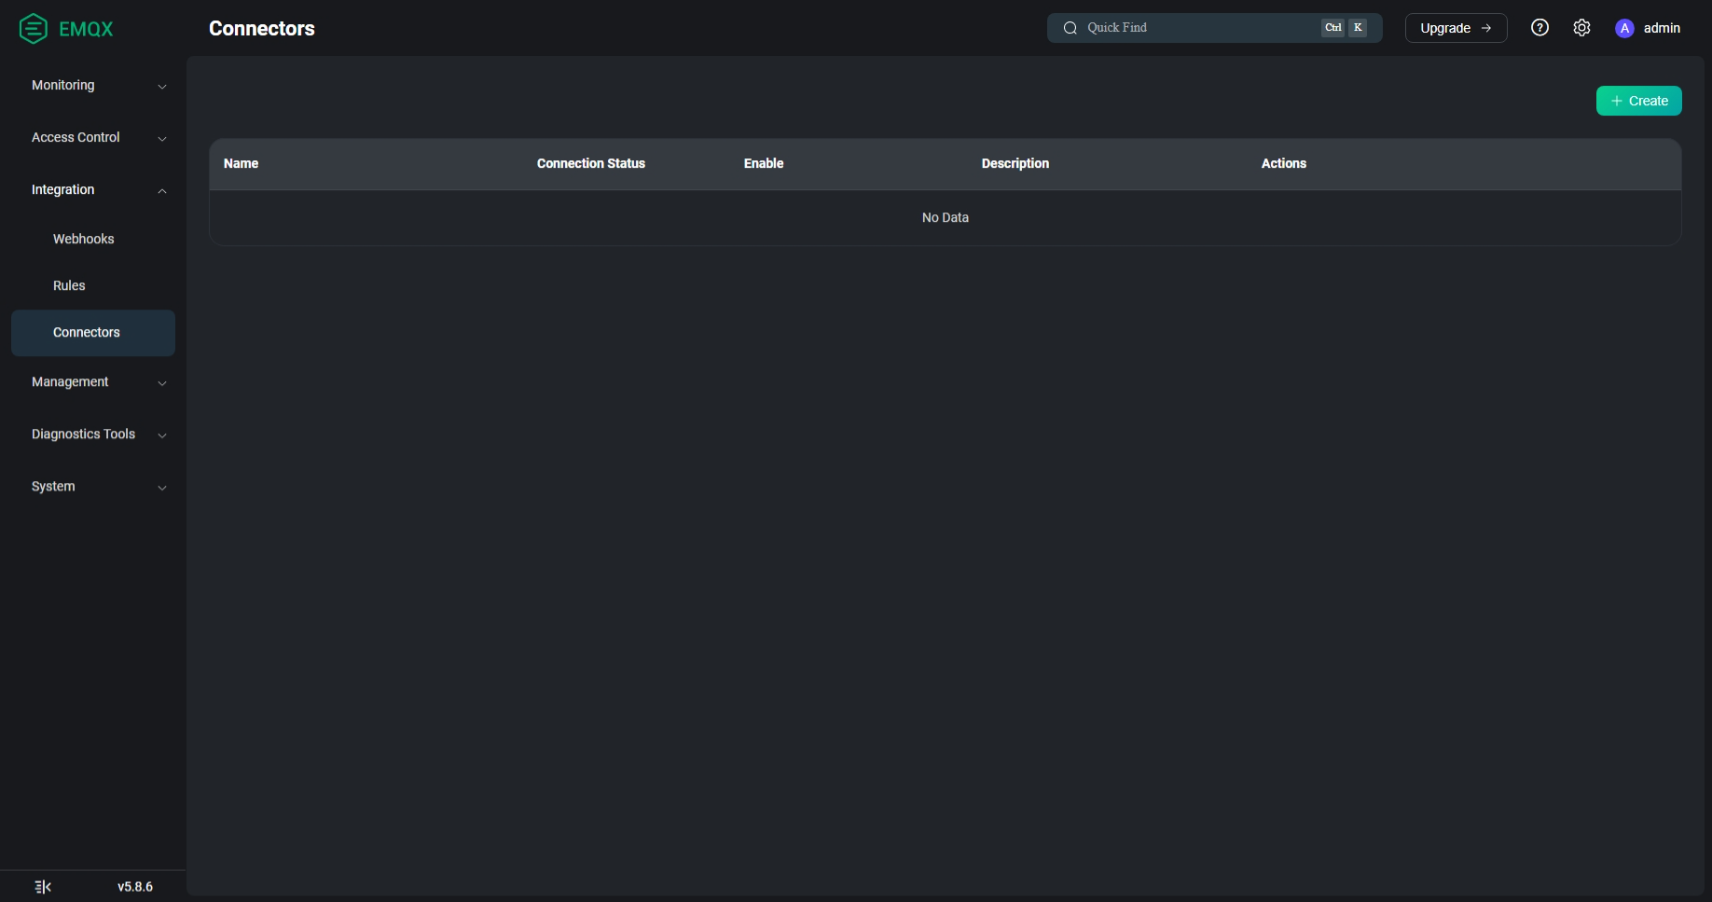 EMQX
Connectors
Quick Find
Ctrl K
Upgrade →
A admin
Monitoring
Access Control
Integration
Webhooks
Rules
Connectors
Management
Diagnostics Tools
System
v5.8.6
+ Create
Name Connection Status Enable Description Actions
No Data